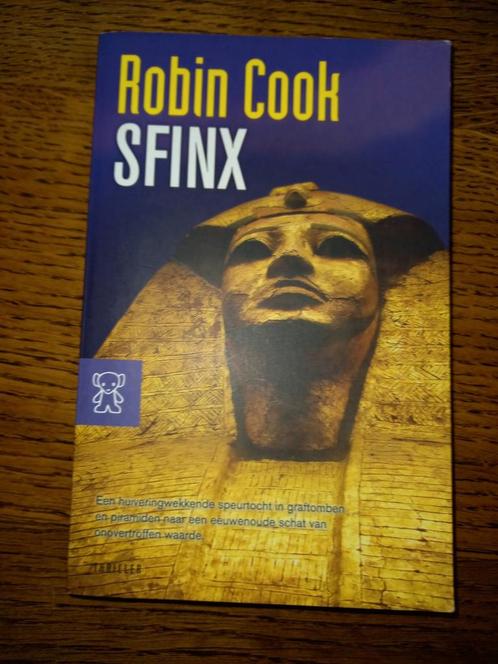 Robin Cook
SFINX
Een huiveringwekkende speurtocht in graftomben
en piramiden naar een eeuwenoude schat van
onovertroffen waarde.
THRILLER